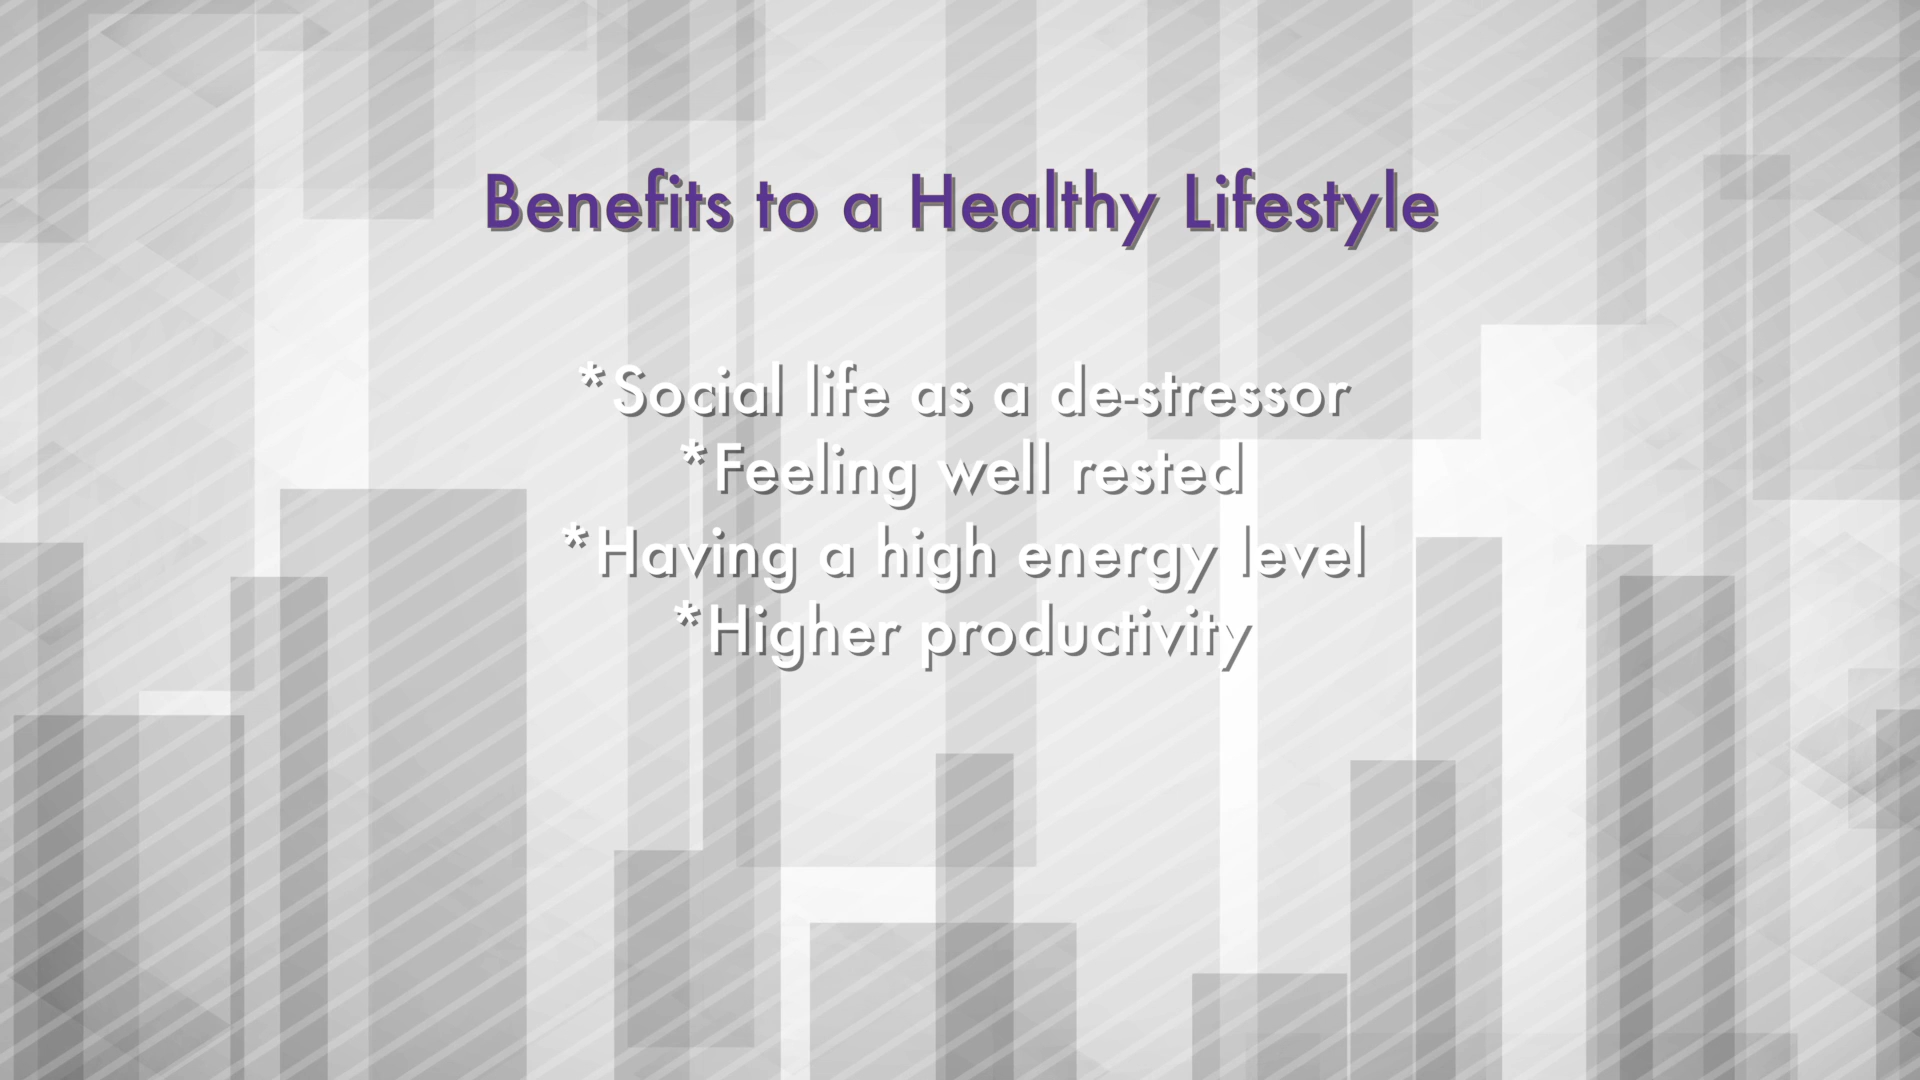 Benefits to a Healthy Lifestyle
*Social life as a de-stressor
*Feeling well rested
*Having a high energy level
*Higher productivity